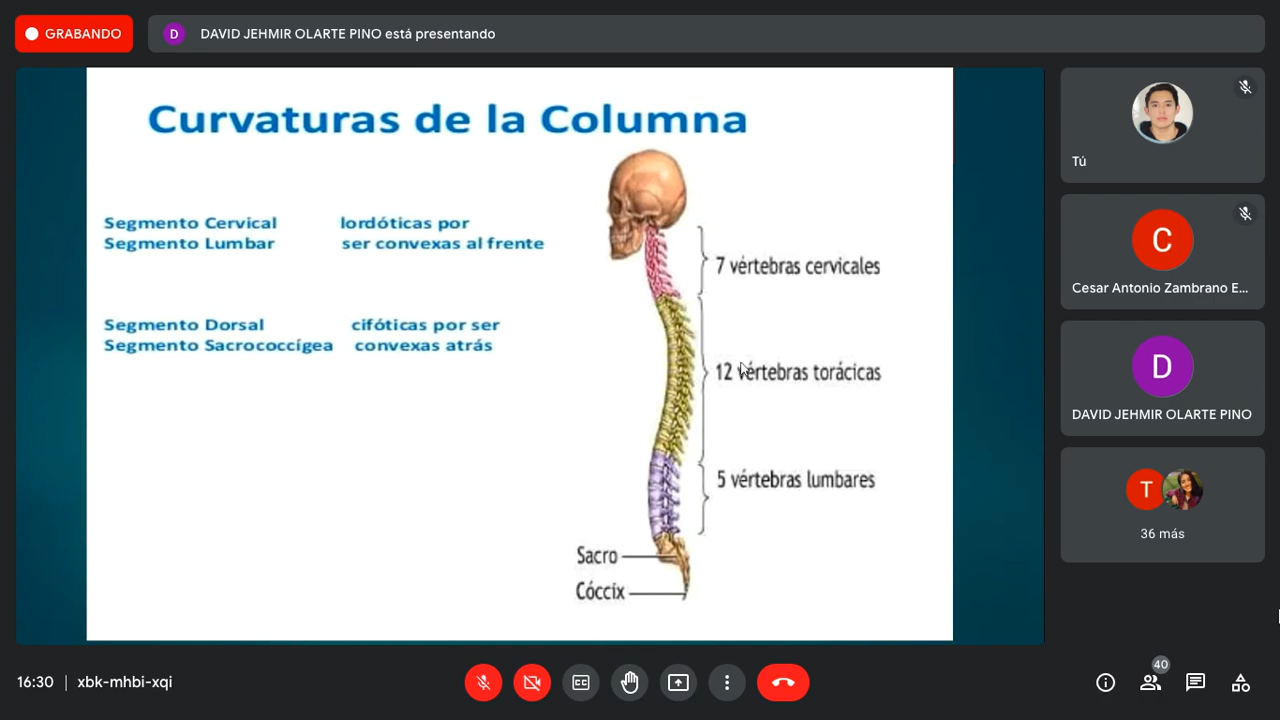 GRABANDO
D
DAVID JEHMIR OLARTE PINO está presentando
Curvaturas de la Columna
Segmento Cervical lordóticas por
Segmento Lumbar ser convexas al frente
Segmento Dorsal cifóticas por ser
Segmento Sacrococcígea convexas atrás
7 vértebras cervicales
12 vértebras torácicas
5 vértebras lumbares
Sacro
Cóccix
Tú
C
Cesar Antonio Zambrano E...
D
DAVID JEHMIR OLARTE PINO
T
36 más
16:30 | xbk-mhbi-xqi
CC
40